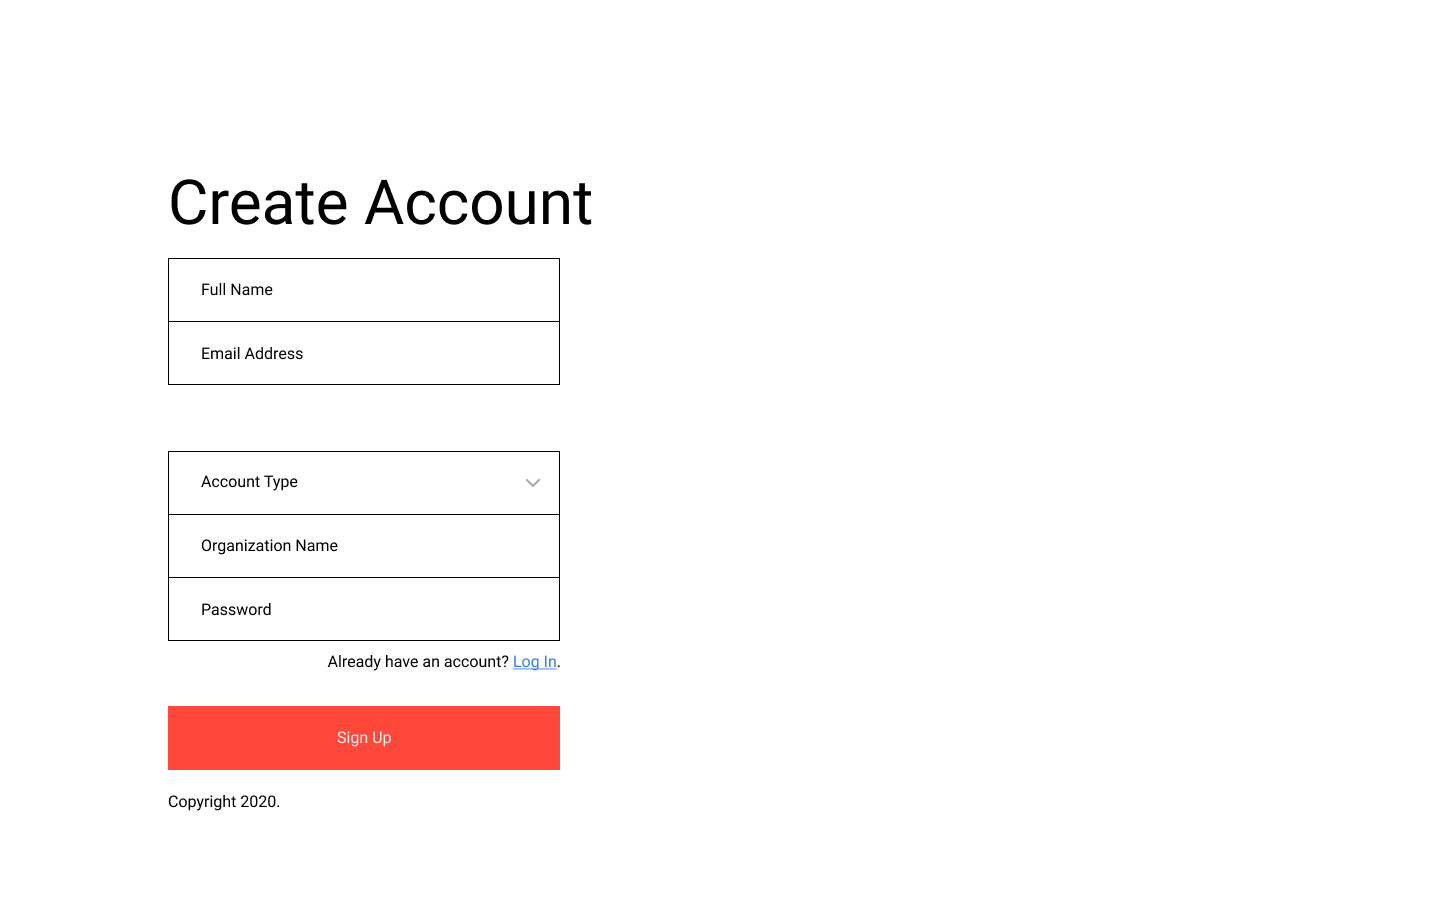 Create Account
Full Name
Email Address
Account Type
Organization Name
Password
Already have an account? Log In.
Sign Up
Copyright 2020.